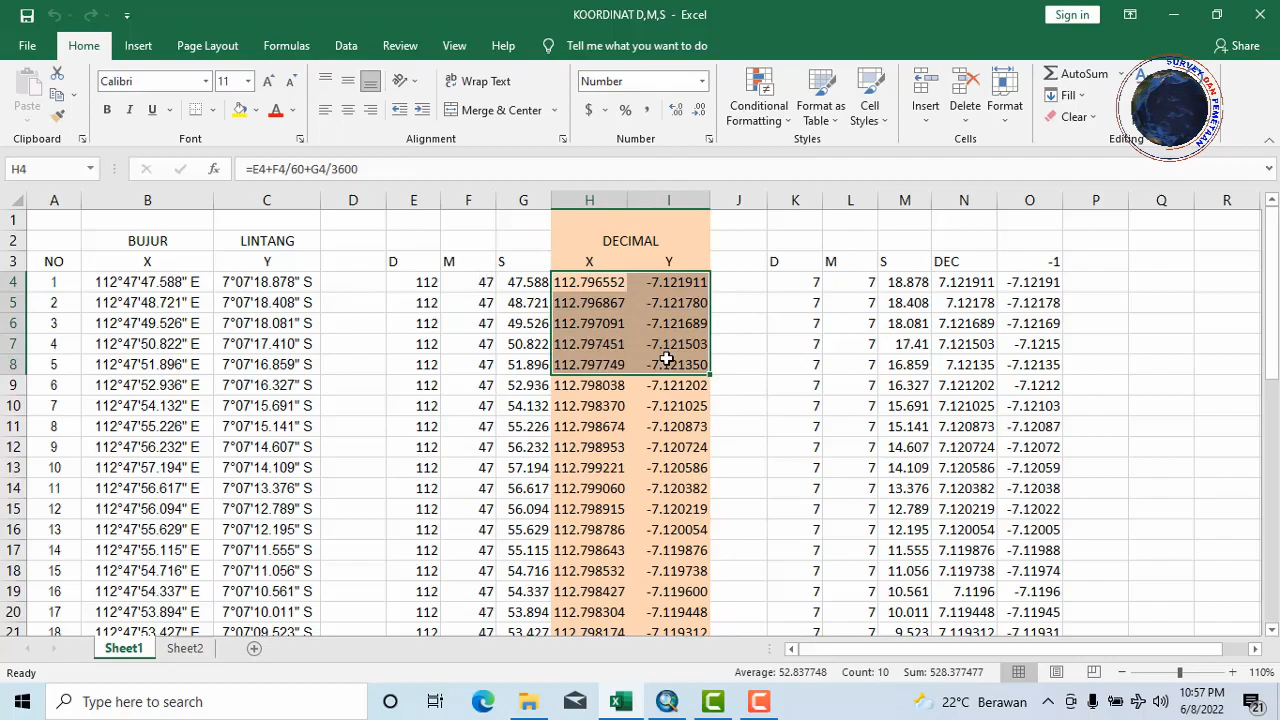 KOORDINAT D,M,S - Excel
Sign in
File Home Insert Page Layout Formulas Data Review View Help Tell me what you want to do Share
Paste
Clipboard
Calibri 11
B I U
Font
Wrap Text
Merge & Center
Alignment
Number
$ % ,
Number
Conditional Formatting
Format as Table
Cell Styles
Styles
Insert Delete Format
Cells
AutoSum
Fill
Clear
Editing
SURVEY DAN PEMETAAN
H4 =E4+F4/60+G4/3600
A B C D E F G H I J K L M N O P Q R
1
2 BUJUR LINTANG DECIMAL
3 NO X Y D M S X Y D M S DEC -1
4 1 112°47'47.588" E 7°07'18.878" S 112 47 47.588 112.796552 -7.121911 7 7 18.878 7.121911 -7.12191
5 2 112°47'48.721" E 7°07'18.408" S 112 47 48.721 112.796867 -7.121780 7 7 18.408 7.12178 -7.12178
6 3 112°47'49.526" E 7°07'18.081" S 112 47 49.526 112.797091 -7.121689 7 7 18.081 7.121689 -7.12169
7 4 112°47'50.822" E 7°07'17.410" S 112 47 50.822 112.797451 -7.121503 7 7 17.41 7.121503 -7.1215
8 5 112°47'51.896" E 7°07'16.859" S 112 47 51.896 112.797749 -7.121350 7 7 16.859 7.12135 -7.12135
9 6 112°47'52.936" E 7°07'16.327" S 112 47 52.936 112.798038 -7.121202 7 7 16.327 7.121202 -7.1212
10 7 112°47'54.132" E 7°07'15.691" S 112 47 54.132 112.798370 -7.121025 7 7 15.691 7.121025 -7.12103
11 8 112°47'55.226" E 7°07'15.141" S 112 47 55.226 112.798674 -7.120873 7 7 15.141 7.120873 -7.12087
12 9 112°47'56.232" E 7°07'14.607" S 112 47 56.232 112.798953 -7.120724 7 7 14.607 7.120724 -7.12072
13 10 112°47'57.194" E 7°07'14.109" S 112 47 57.194 112.799221 -7.120586 7 7 14.109 7.120586 -7.12059
14 11 112°47'56.617" E 7°07'13.376" S 112 47 56.617 112.799060 -7.120382 7 7 13.376 7.120382 -7.12038
15 12 112°47'56.094" E 7°07'12.789" S 112 47 56.094 112.798915 -7.120219 7 7 12.789 7.120219 -7.12022
16 13 112°47'55.629" E 7°07'12.195" S 112 47 55.629 112.798786 -7.120054 7 7 12.195 7.120054 -7.12005
17 14 112°47'55.115" E 7°07'11.555" S 112 47 55.115 112.798643 -7.119876 7 7 11.555 7.119876 -7.11988
18 15 112°47'54.716" E 7°07'11.056" S 112 47 54.716 112.798532 -7.119738 7 7 11.056 7.119738 -7.11974
19 16 112°47'54.337" E 7°07'10.561" S 112 47 54.337 112.798427 -7.119600 7 7 10.561 7.1196 -7.1196
20 17 112°47'53.894" E 7°07'10.011" S 112 47 53.894 112.798304 -7.119448 7 7 10.011 7.119448 -7.11945
21 18 112°47'53.427" E 7°07'09.523" S 112 47 53.427 112.798174 -7.119312 7 7 9.523 7.119312 -7.11931
Sheet1 Sheet2
Ready Average: 52.837748 Count: 10 Sum: 528.377477 110%
Type here to search
22°C Berawan
10:57 PM
6/8/2022
21